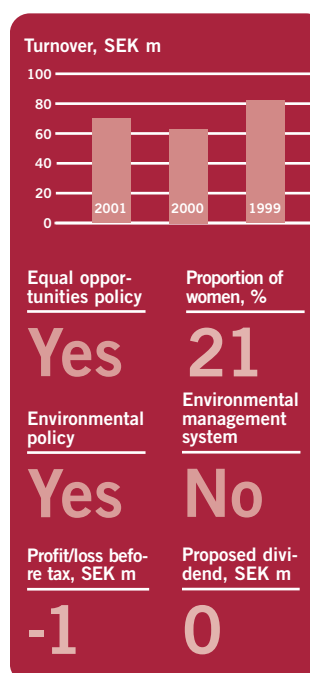 Turnover, SEK m
100
80
60
40
20
0
2001 2000 1999
Equal oppor-
tunities policy
Yes
Proportion of
women, %
21
Environmental
policy
Yes
Environmental
management
system
No
Profit/loss befo-
re tax, SEK m
-1
Proposed divi-
dend, SEK m
0